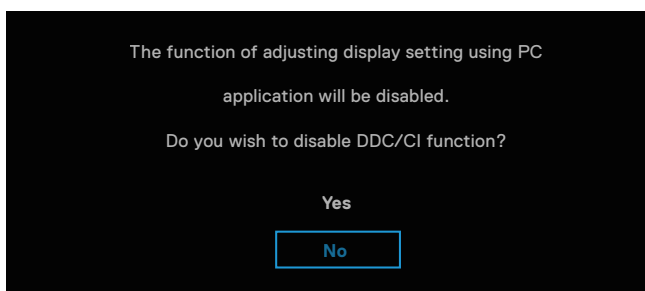 The function of adjusting display setting using PC
application will be disabled.
Do you wish to disable DDC/CI function?
Yes
No